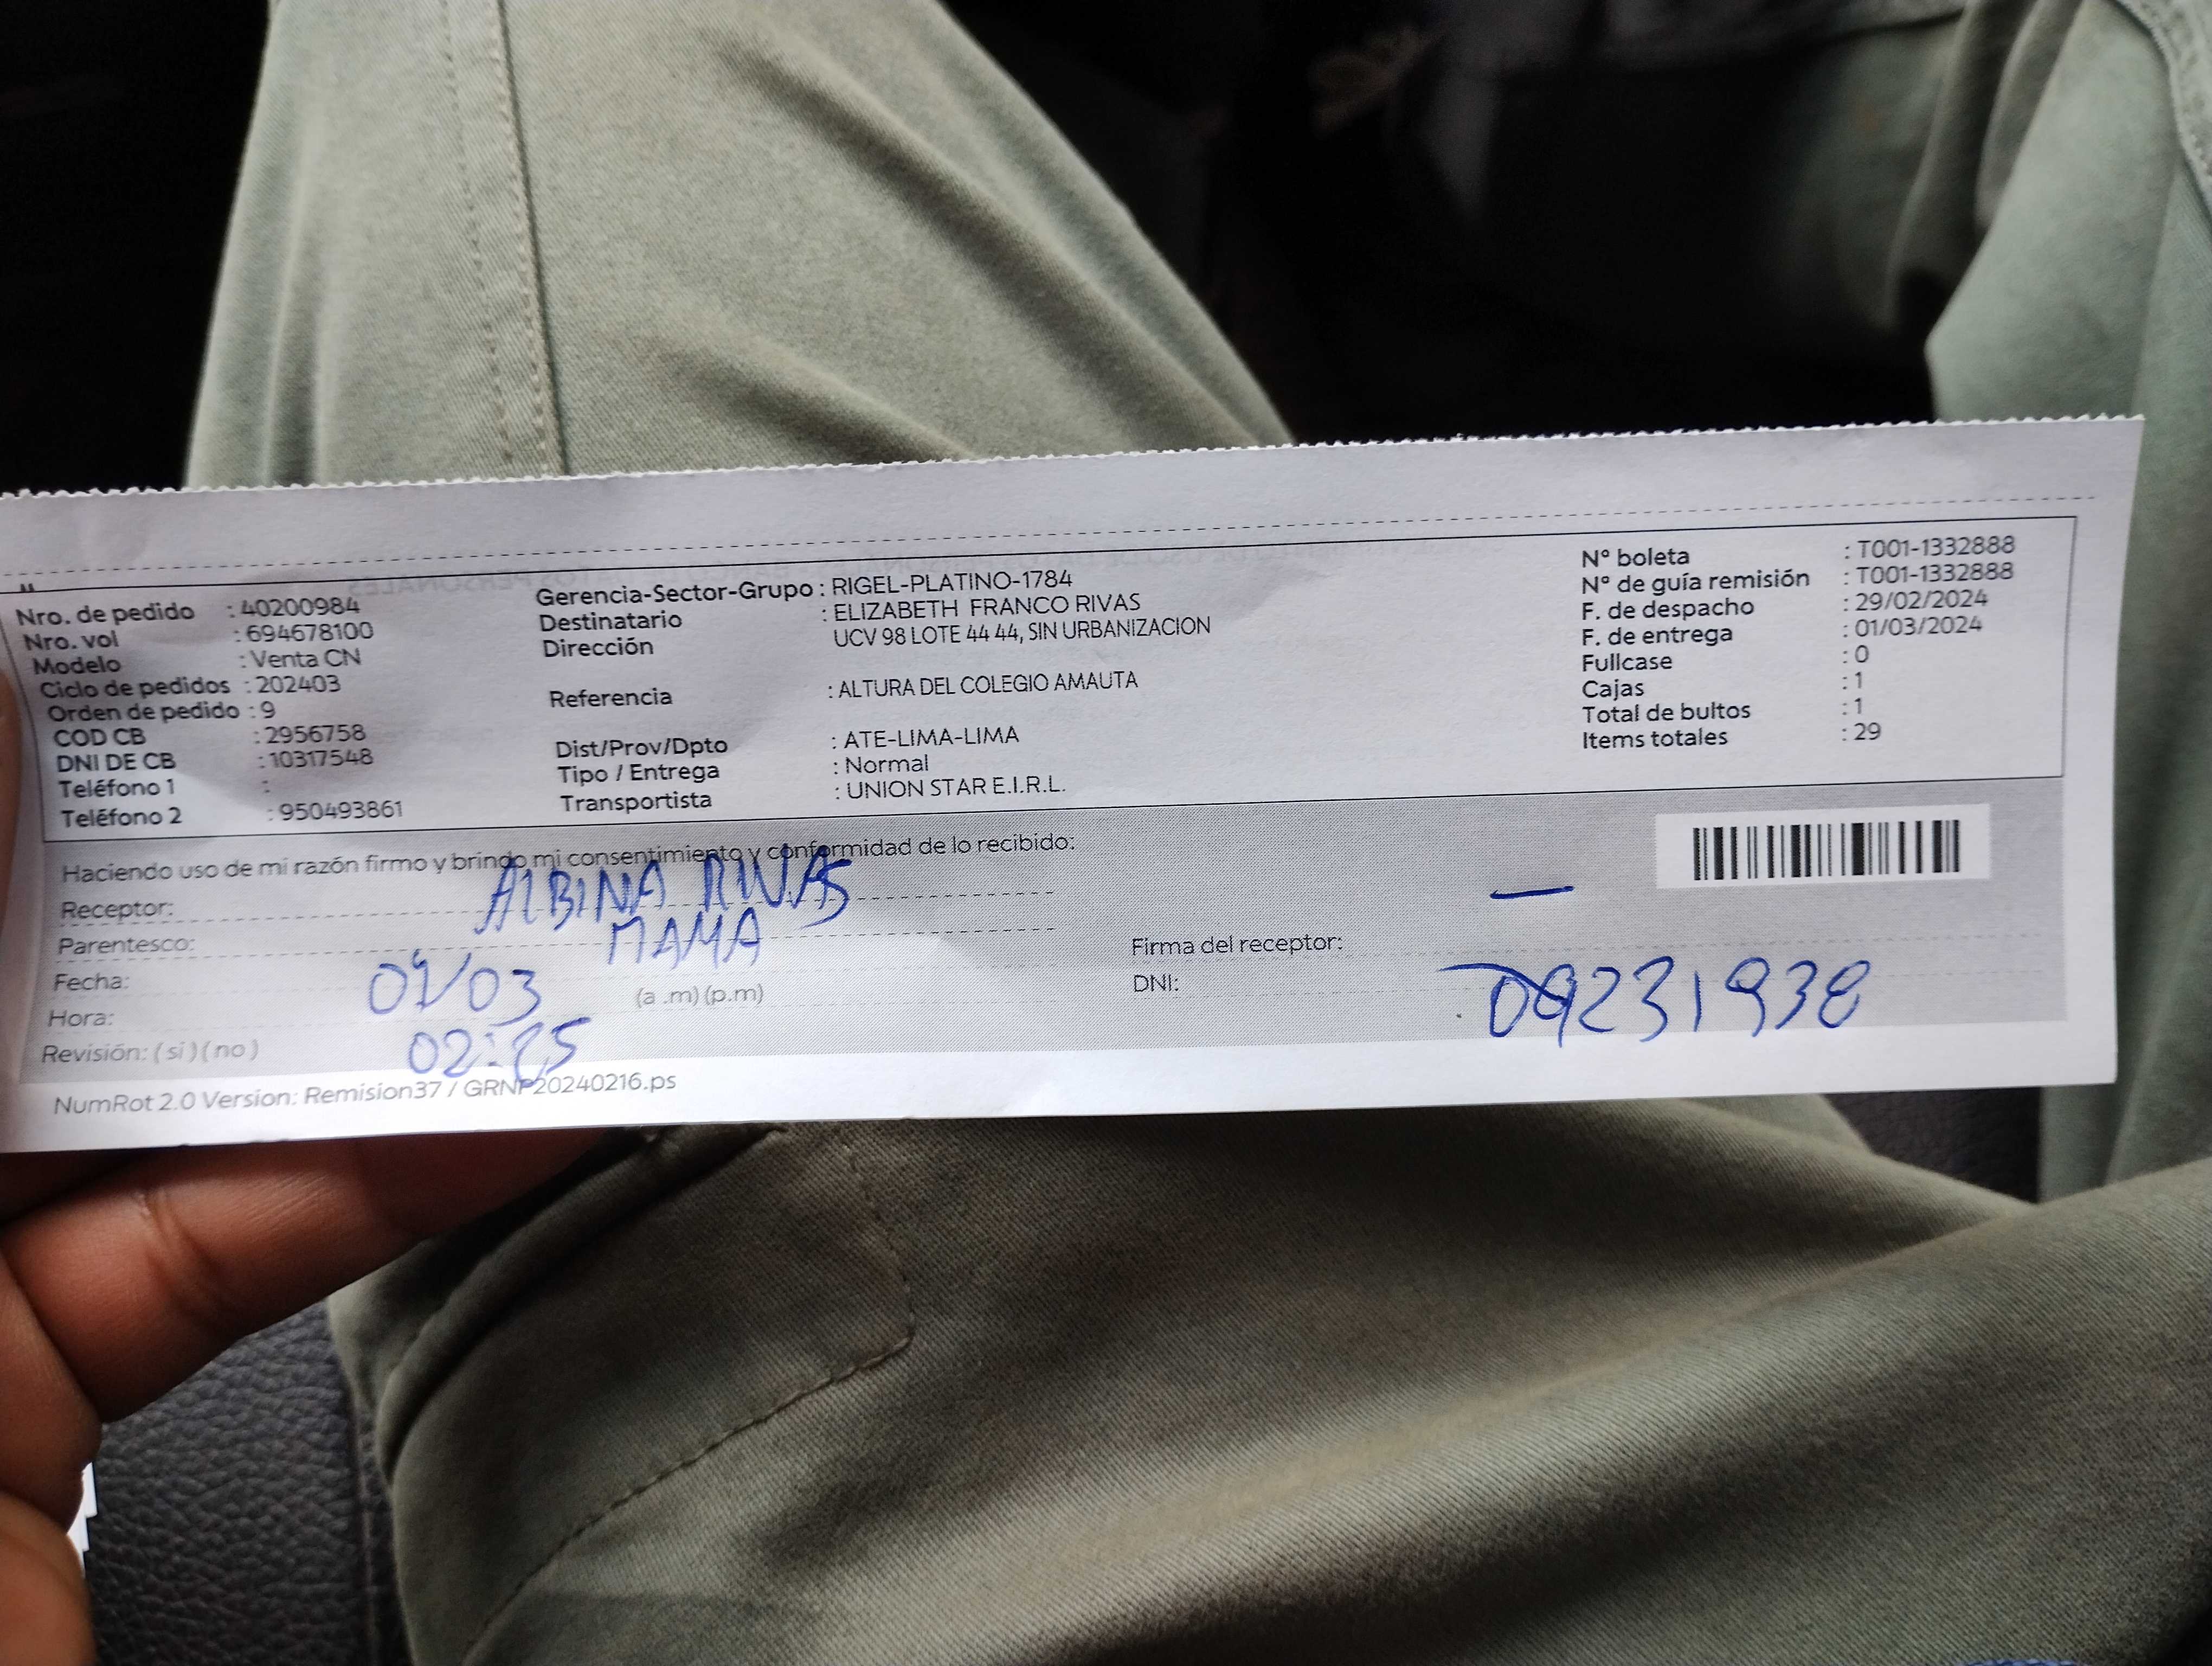 Nro. de pedido : 40200984
Nro. vol : 694678100
Modelo : Venta CN
Ciclo de pedidos : 202403
Orden de pedido : 9
COD CB : 2956758
DNI DE CB : 10317548
Teléfono 1 :
Teléfono 2 : 950493861
Gerencia-Sector-Grupo : RIGEL-PLATINO-1784
Destinatario : ELIZABETH FRANCO RIVAS
Dirección UCV 98 LOTE 44 44, SIN URBANIZACION
Referencia : ALTURA DEL COLEGIO AMAUTA
Dist/Prov/Dpto : ATE-LIMA-LIMA
Tipo / Entrega : Normal
Transportista : UNION STAR E.I.R.L.
N° boleta : T001-1332888
N° de guía remisión : T001-1332888
F. de despacho : 29/02/2024
F. de entrega : 01/03/2024
Fullcase : 0
Cajas : 1
Total de bultos : 1
Items totales : 29
Haciendo uso de mi razón firmo y brindo mi consentimiento y conformidad de lo recibido:
Receptor: ALBINA RIVAS
Parentesco: MAMA
Fecha: 01/03
Hora: (a .m) (p.m)
Revisión: ( si ) ( no )
Firma del receptor: —
DNI: 09231938
NumRot 2.0 Version: Remision37 / GRNP20240216.ps